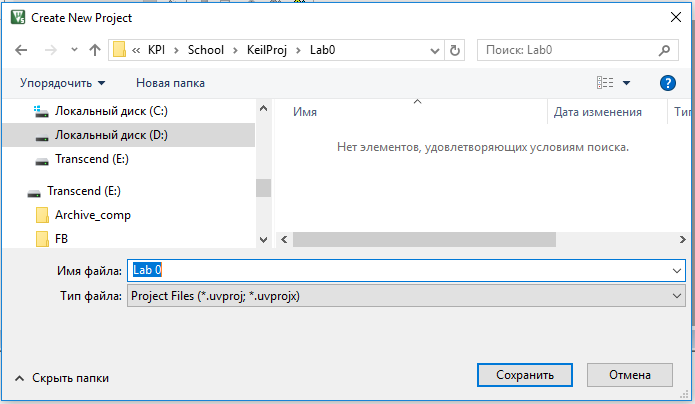 Create New Project
« KPI > School > KeilProj > Lab0
Поиск: Lab0
Упорядочить
Новая папка
?
Локальный диск (C:)
Локальный диск (D:)
Transcend (E:)
Transcend (E:)
Archive_comp
FB
Имя
Дата изменения
Тиг
Нет элементов, удовлетворяющих условиям поиска.
Имя файла: Lab 0
Тип файла: Project Files (*.uvproj; *.uvprojx)
Скрыть папки
Сохранить
Отмена